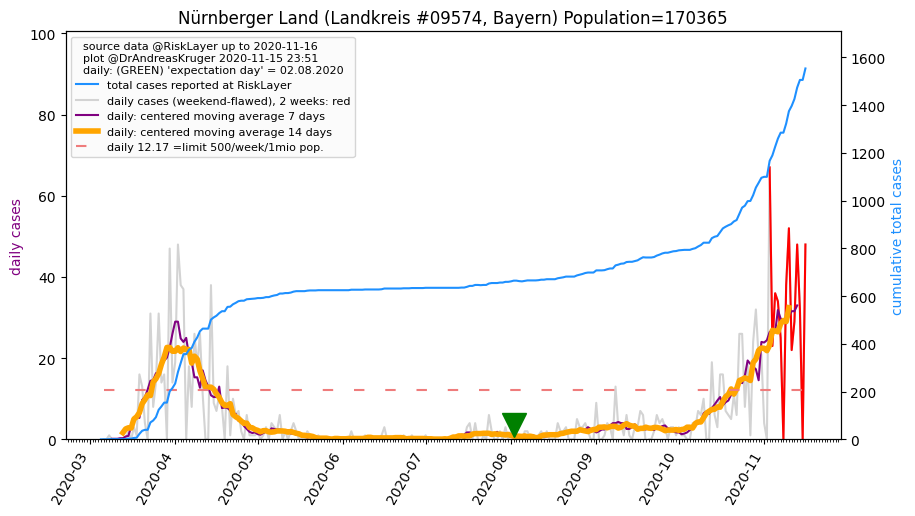 Nürnberger Land (Landkreis #09574, Bayern) Population=170365
source data @RiskLayer up to 2020-11-16
plot @DrAndreasKruger 2020-11-15 23:51
daily: (GREEN) 'expectation day' = 02.08.2020
total cases reported at RiskLayer
daily cases (weekend-flawed), 2 weeks: red
daily: centered moving average 7 days
daily: centered moving average 14 days
daily 12.17 =limit 500/week/1mio pop.
daily cases
100
80
60
40
20
0
cumulative total cases
1600
1400
1200
1000
800
600
400
200
0
2020-03
2020-04
2020-05
2020-06
2020-07
2020-08
2020-09
2020-10
2020-11